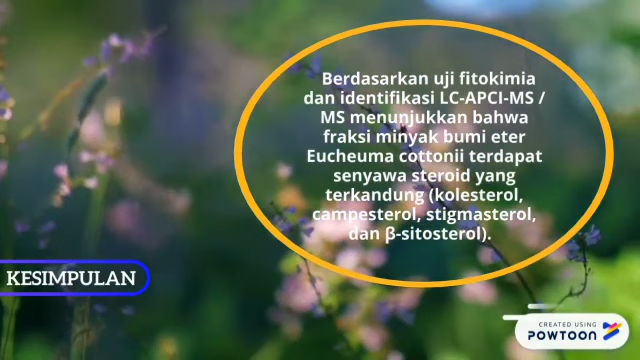 Berdasarkan uji fitokimia
dan identifikasi LC-APCI-MS /
MS menunjukkan bahwa
fraksi minyak bumi eter
Eucheuma cottonii terdapat
senyawa steroid yang
terkandung (kolesterol,
campesterol, stigmasterol,
dan β-sitosterol).
KESIMPULAN
CREATED USING
POWTOON